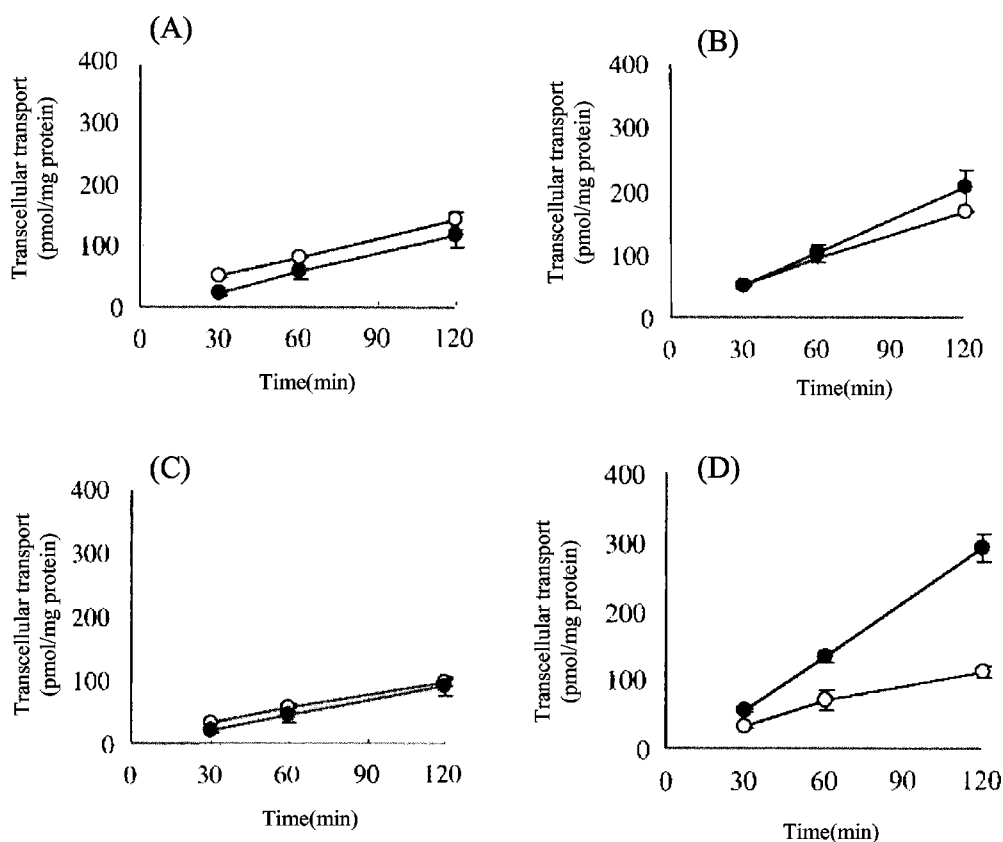 (A)
Transcellular transport
(pmol/mg protein)
400
300
200
100
0
0 30 60 90 120
Time(min)
(B)
Transcellular transport
(pmol/mg protein)
400
300
200
100
0
0 30 60 90 120
Time(min)
(C)
Transcellular transport
(pmol/mg protein)
400
300
200
100
0
0 30 60 90 120
Time(min)
(D)
Transcellular transport
(pmol/mg protein)
400
300
200
100
0
0 30 60 90 120
Time(min)